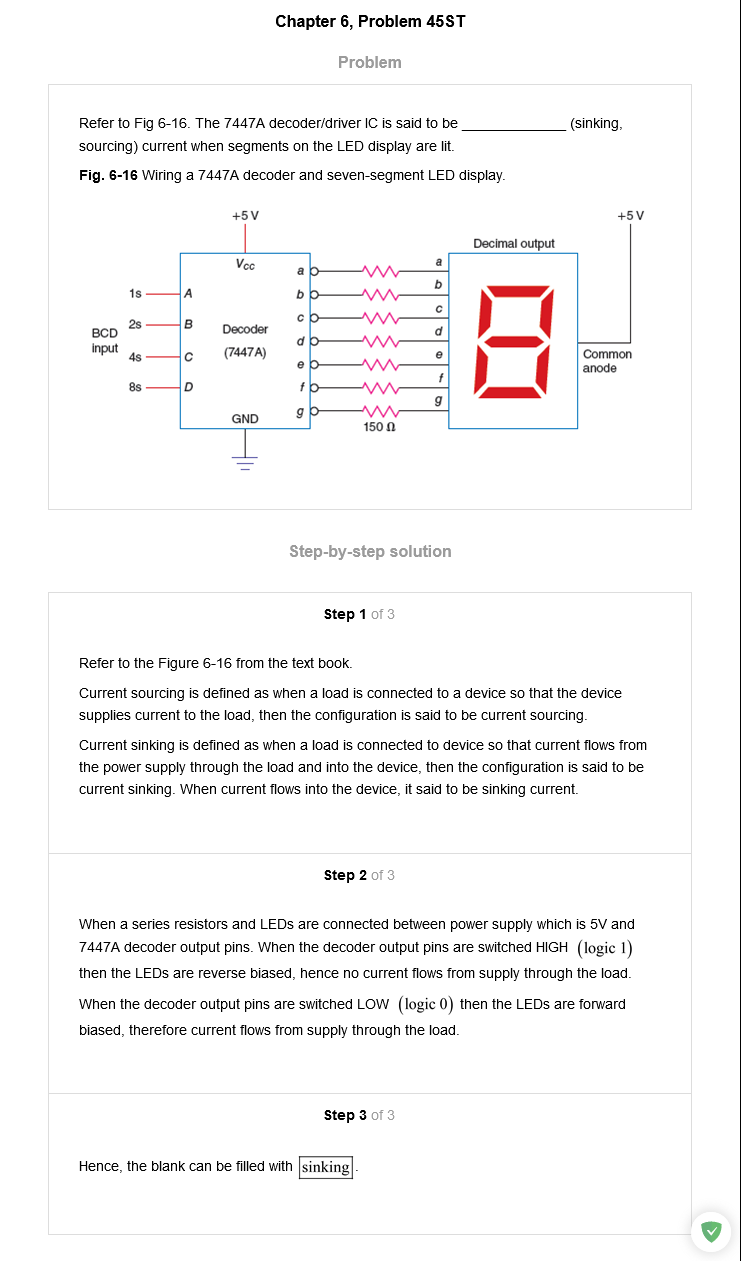 Chapter 6, Problem 45ST
Problem
Refer to Fig 6-16. The 7447A decoder/driver IC is said to be ______________ (sinking,
sourcing) current when segments on the LED display are lit.
Fig. 6-16 Wiring a 7447A decoder and seven-segment LED display.
+5 V
+5 V
Decimal output
VCC
a
a
b
b
c
c
d
d
e
e
f
f
g
g
1s
A
2s
B
BCD
input
4s
C
8s
D
Decoder
(7447A)
GND
150 Ω
Common
anode
Step-by-step solution
Step 1 of 3
Refer to the Figure 6-16 from the text book.
Current sourcing is defined as when a load is connected to a device so that the device
supplies current to the load, then the configuration is said to be current sourcing.
Current sinking is defined as when a load is connected to device so that current flows from
the power supply through the load and into the device, then the configuration is said to be
current sinking. When current flows into the device, it said to be sinking current.
Step 2 of 3
When a series resistors and LEDs are connected between power supply which is 5V and
7447A decoder output pins. When the decoder output pins are switched HIGH (logic 1)
then the LEDs are reverse biased, hence no current flows from supply through the load.
When the decoder output pins are switched LOW (logic 0) then the LEDs are forward
biased, therefore current flows from supply through the load.
Step 3 of 3
Hence, the blank can be filled with sinking.